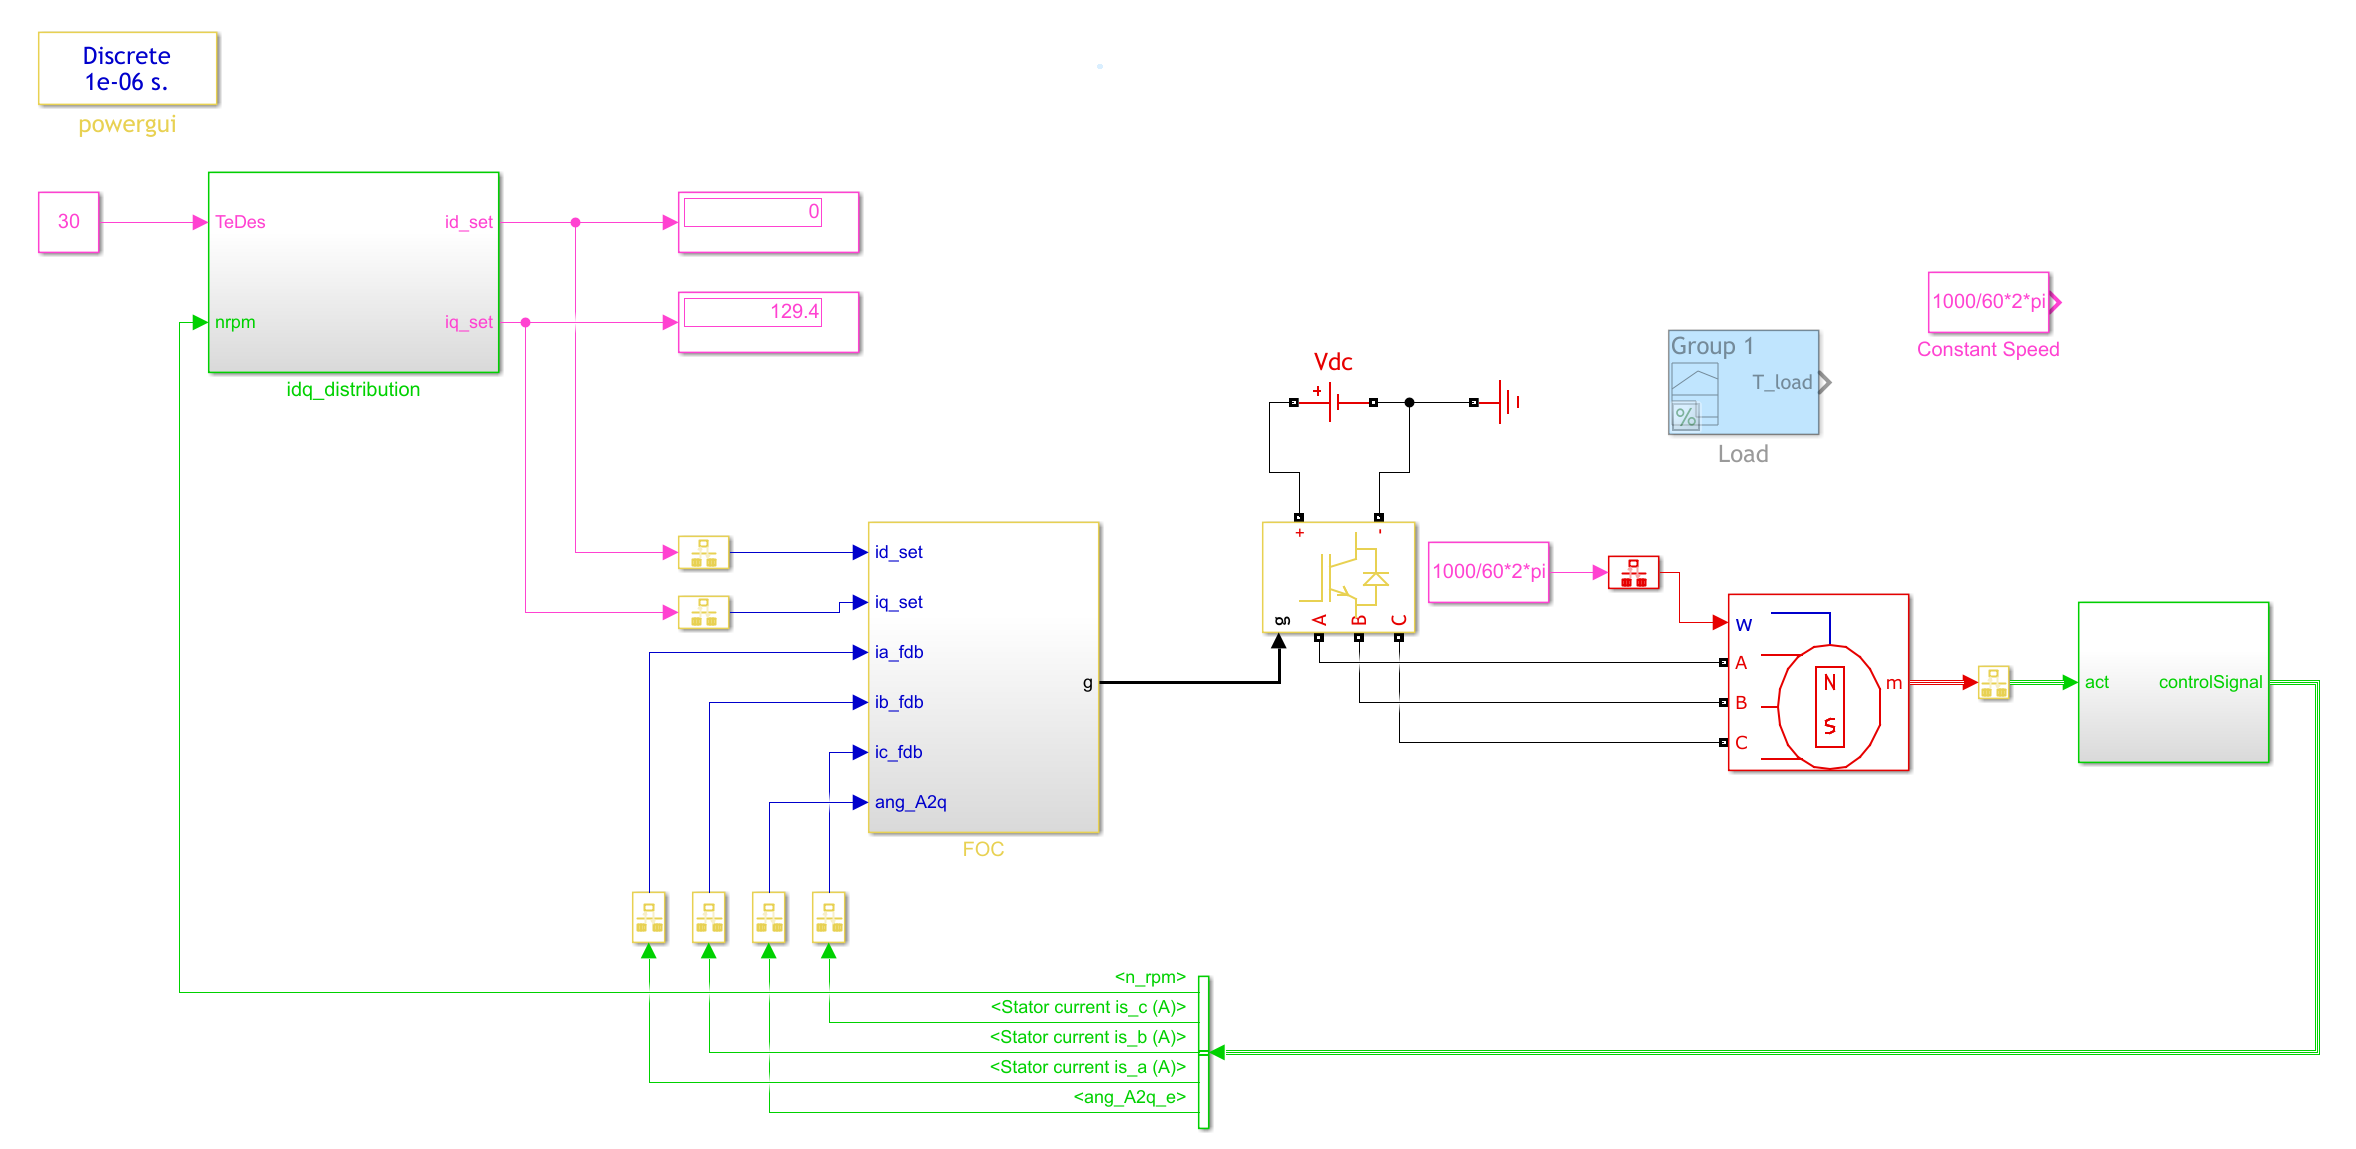 Discrete
1e-06 s.
powergui
30
TeDes
id_set
0
nrpm
iq_set
129.4
idq_distribution
1000/60*2*pi
Constant Speed
Group 1
T_load
%
Load
Vdc
+
id_set
iq_set
ia_fdb
ib_fdb
ic_fdb
ang_A2q
g
FOC
+
-
g
A
B
C
1000/60*2*pi
w
A
B
C
N
S
m
act
controlSignal
<n_rpm>
<Stator current is_c (A)>
<Stator current is_b (A)>
<Stator current is_a (A)>
<ang_A2q_e>